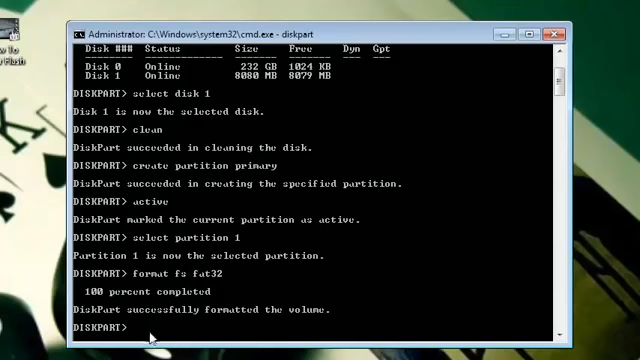 Administrator: C:\Windows\system32\cmd.exe - diskpart
Disk ### Status Size Free Dyn Gpt
Disk 0 Online 232 GB 1024 KB
Disk 1 Online 8080 MB 8079 MB
DISKPART> select disk 1
Disk 1 is now the selected disk.
DISKPART> clean
DiskPart succeeded in cleaning the disk.
DISKPART> create partition primary
DiskPart succeeded in creating the specified partition.
DISKPART> active
DiskPart marked the current partition as active.
DISKPART> select partition 1
Partition 1 is now the selected partition.
DISKPART> format fs fat32
100 percent completed
DiskPart successfully formatted the volume.
DISKPART>
To
Flash